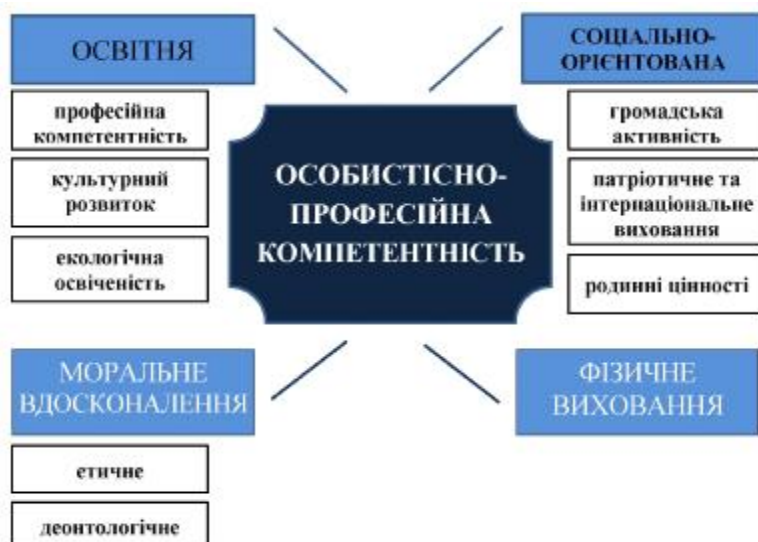 ОСВІТНЯ
професійна
компетентність
культурний
розвиток
екологічна
освіченість
СОЦІАЛЬНО-
ОРІЄНТОВАНА
громадська
активність
патріотичне та
інтернаціональне
виховання
родинні цінності
ОСОБИСТІСНО-
ПРОФЕСІЙНА
КОМПЕТЕНТНІСТЬ
МОРАЛЬНЕ
ВДОСКОНАЛЕННЯ
етичне
деонтологічне
ФІЗИЧНЕ
ВИХОВАННЯ